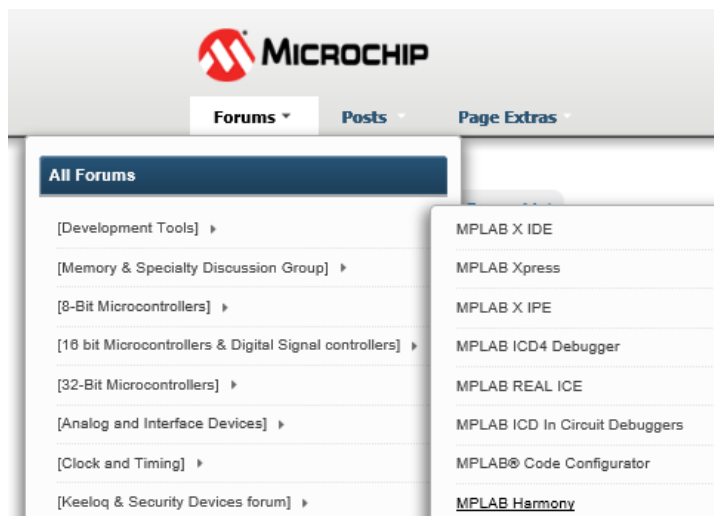 MICROCHIP
Forums
Posts
Page Extras
All Forums
[Development Tools]
[Memory & Specialty Discussion Group]
[8-Bit Microcontrollers]
[16 bit Microcontrollers & Digital Signal controllers]
[32-Bit Microcontrollers]
[Analog and Interface Devices]
[Clock and Timing]
[Keeloq & Security Devices forum]
MPLAB X IDE
MPLAB Xpress
MPLAB X IPE
MPLAB ICD4 Debugger
MPLAB REAL ICE
MPLAB ICD In Circuit Debuggers
MPLAB® Code Configurator
MPLAB Harmony